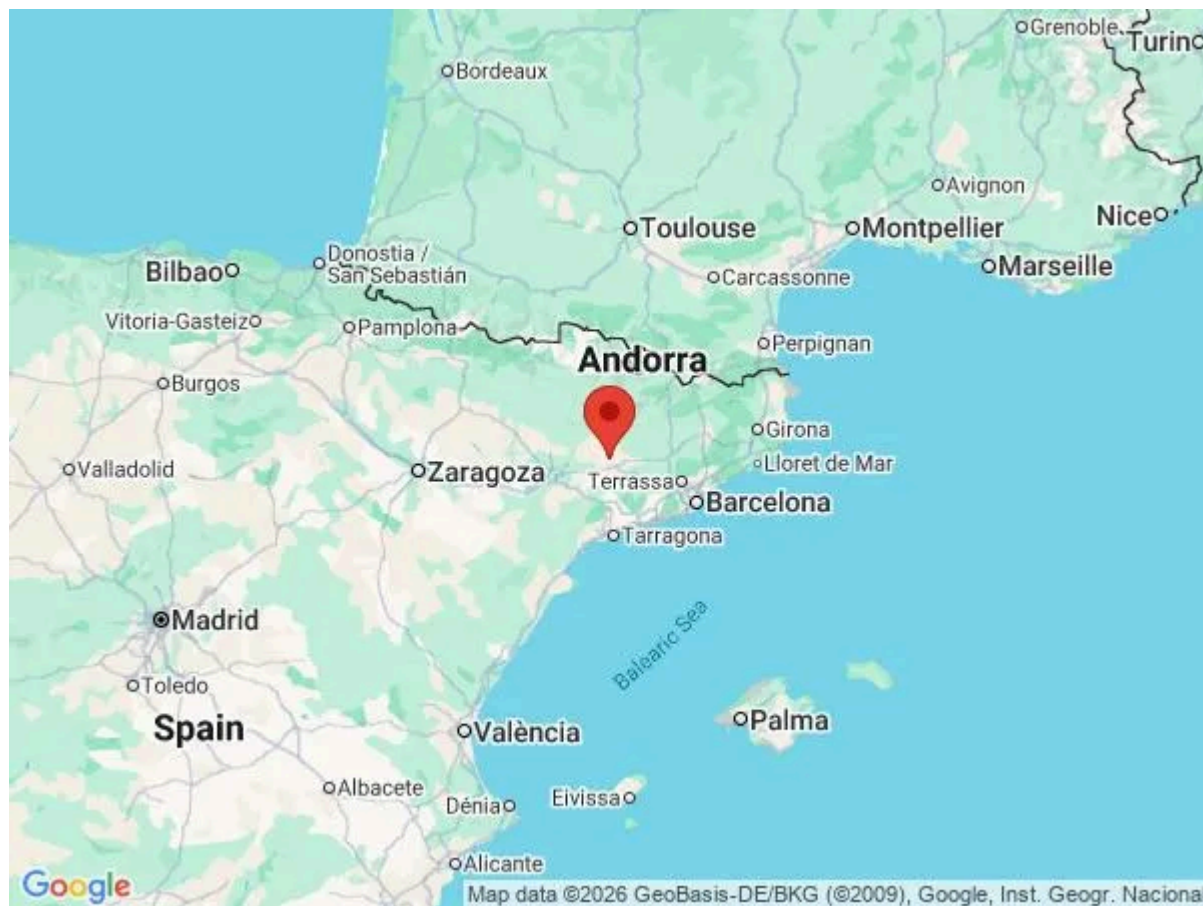 Grenoble
Turin
Bordeaux
Avignon
Nice
Toulouse
Montpellier
Donostia /
San Sebastián
Marseille
Bilbao
Carcassonne
Vitoria-Gasteiz
Pamplona
Perpignan
Andorra
Burgos
Girona
Valladolid
Zaragoza
Lloret de Mar
Terrassa
Barcelona
Tarragona
Madrid
Balearic Sea
Toledo
Spain
Palma
València
Albacete
Eivissa
Dénia
Alicante
Google
Map data ©2026 GeoBasis-DE/BKG (©2009), Google, Inst. Geogr. Nacional